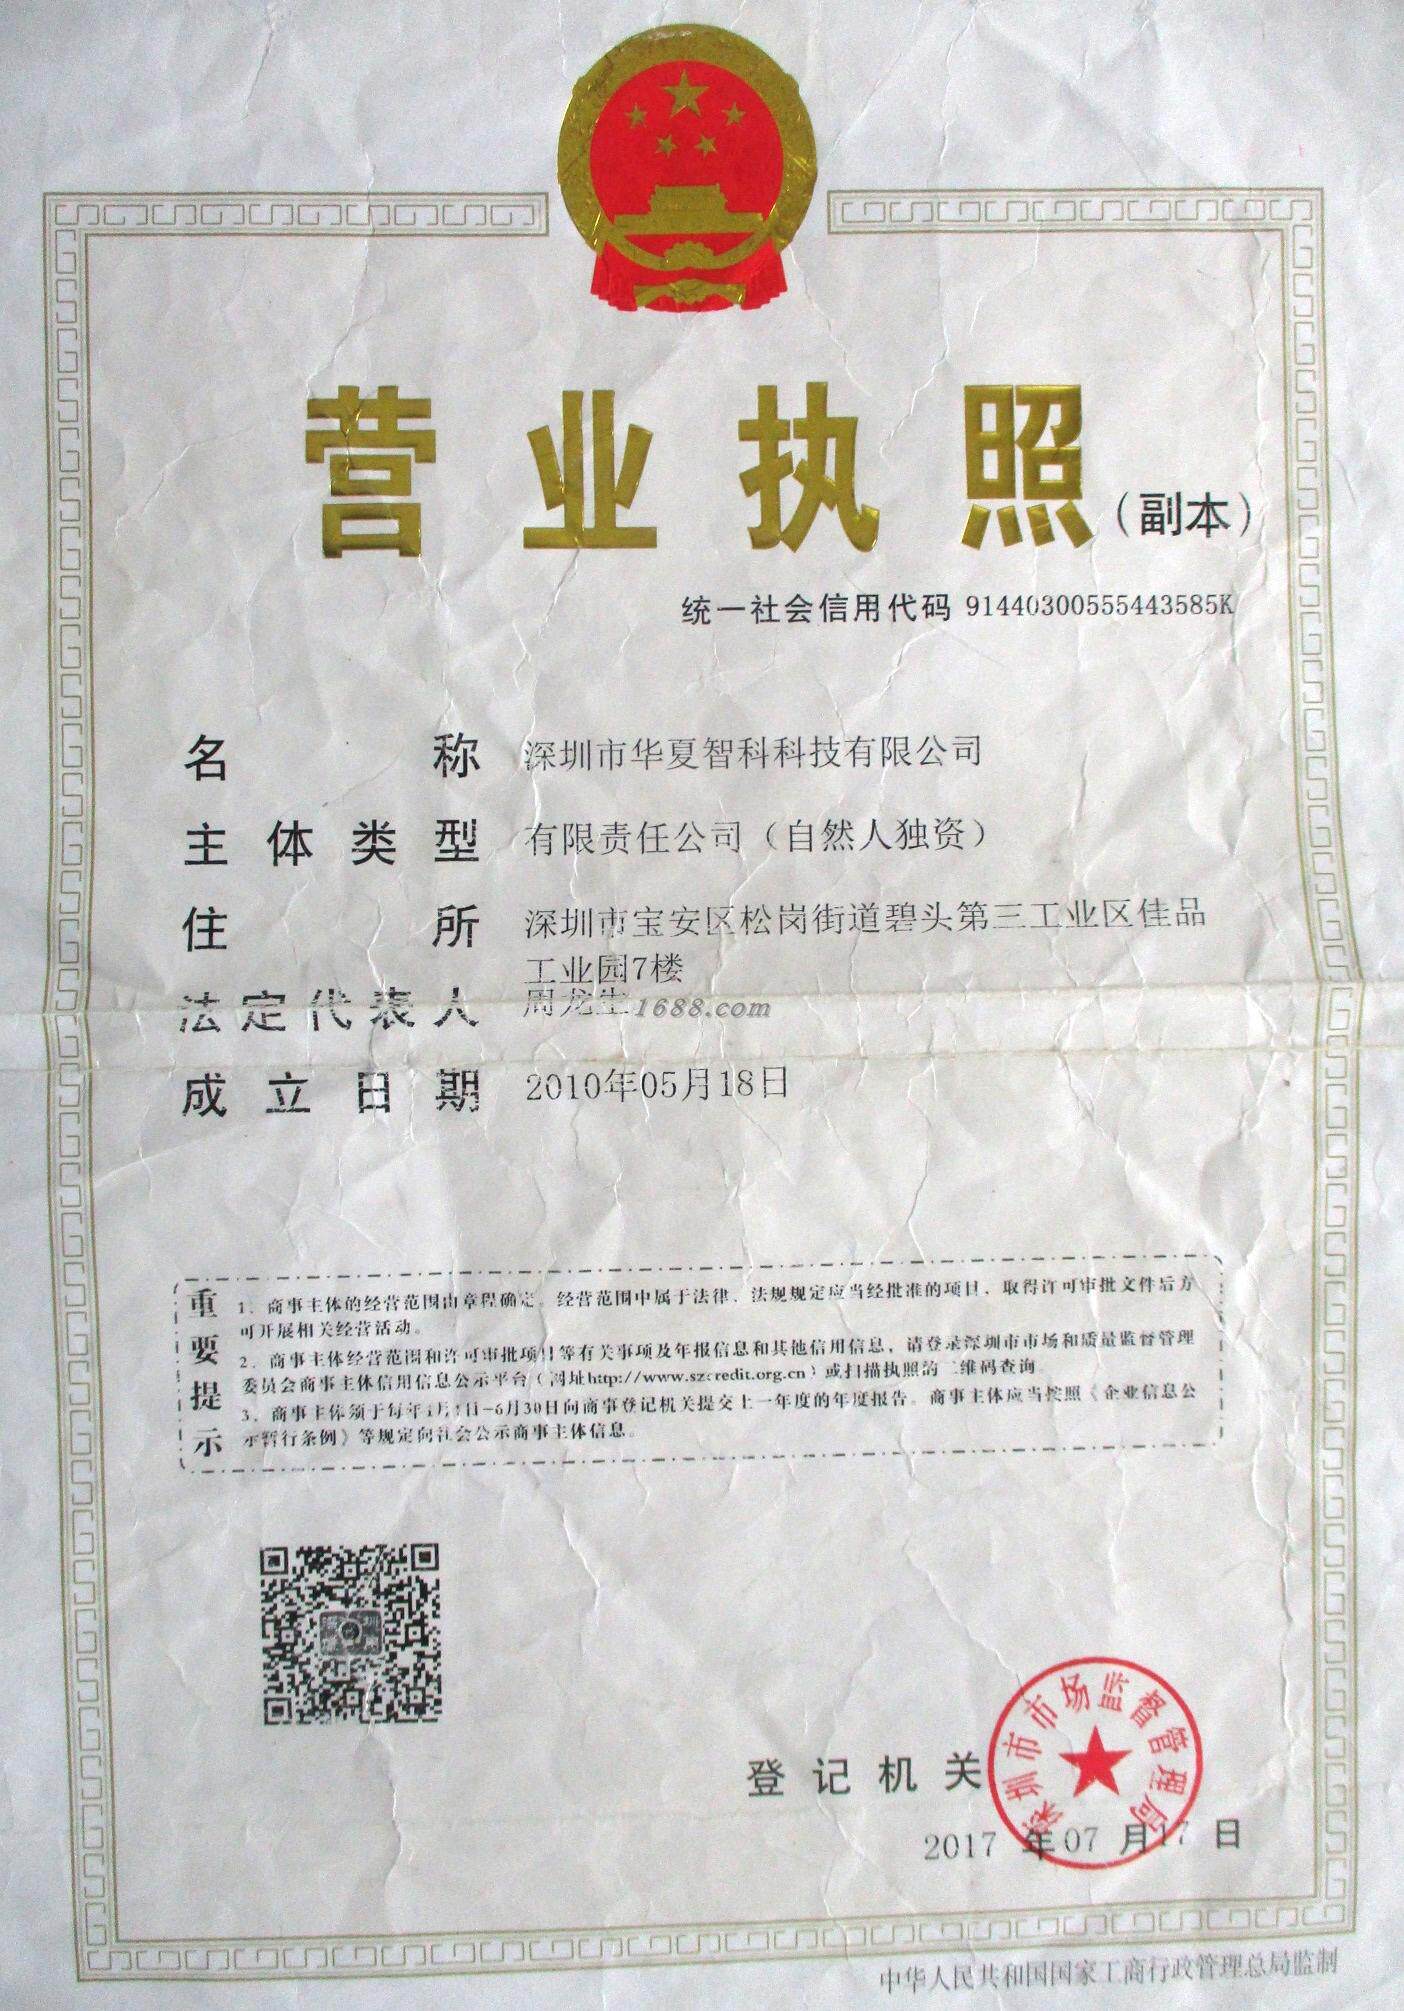 营业执照（副本）
统一社会信用代码 91440300555443585K
名称 深圳市华夏智科科技有限公司
主体类型 有限责任公司（自然人独资）
住所 深圳市宝安区松岗街道碧头第三工业区佳品
工业园7楼
法定代表人 周龙生
1688.com
成立日期 2010年05月18日
重要提示
1．商事主体的经营范围由章程确定。经营范围中属于法律、法规规定应当经批准的项目，取得许可审批文件后方
可开展相关经营活动。
2．商事主体经营范围和许可审批项目等有关事项及年报信息和其他信用信息，请登录深圳市市场和质量监督管理
委员会商事主体信用信息公示平台（网址http://www.szcredit.org.cn）或扫描执照的二维码查询。
3．商事主体须于每年1月1日-6月30日向商事登记机关提交上一年度的年度报告。商事主体应当按照《企业信息公
示暂行条例》等规定向社会公示商事主体信息。
登记机关
深圳市市场监督管理局
2017年07月17日
中华人民共和国国家工商行政管理总局监制